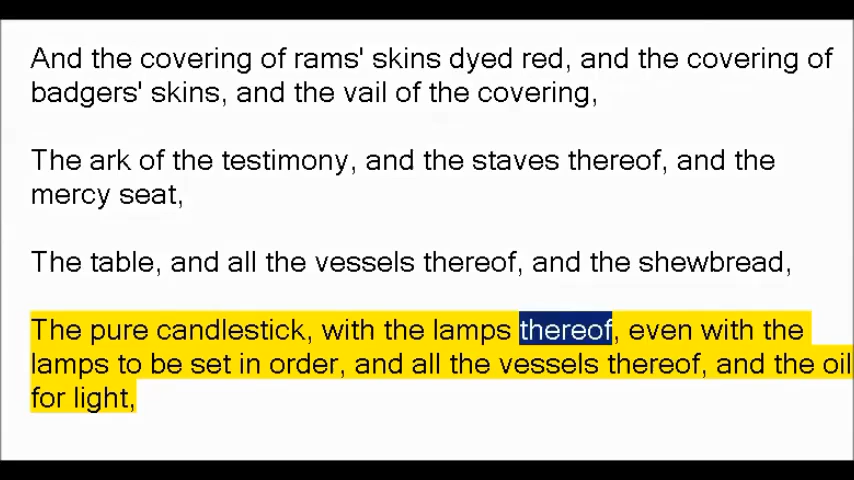 And the covering of rams' skins dyed red, and the covering of
badgers' skins, and the vail of the covering,
The ark of the testimony, and the staves thereof, and the
mercy seat,
The table, and all the vessels thereof, and the shewbread,
The pure candlestick, with the lamps thereof, even with the
lamps to be set in order, and all the vessels thereof, and the oil
for light,